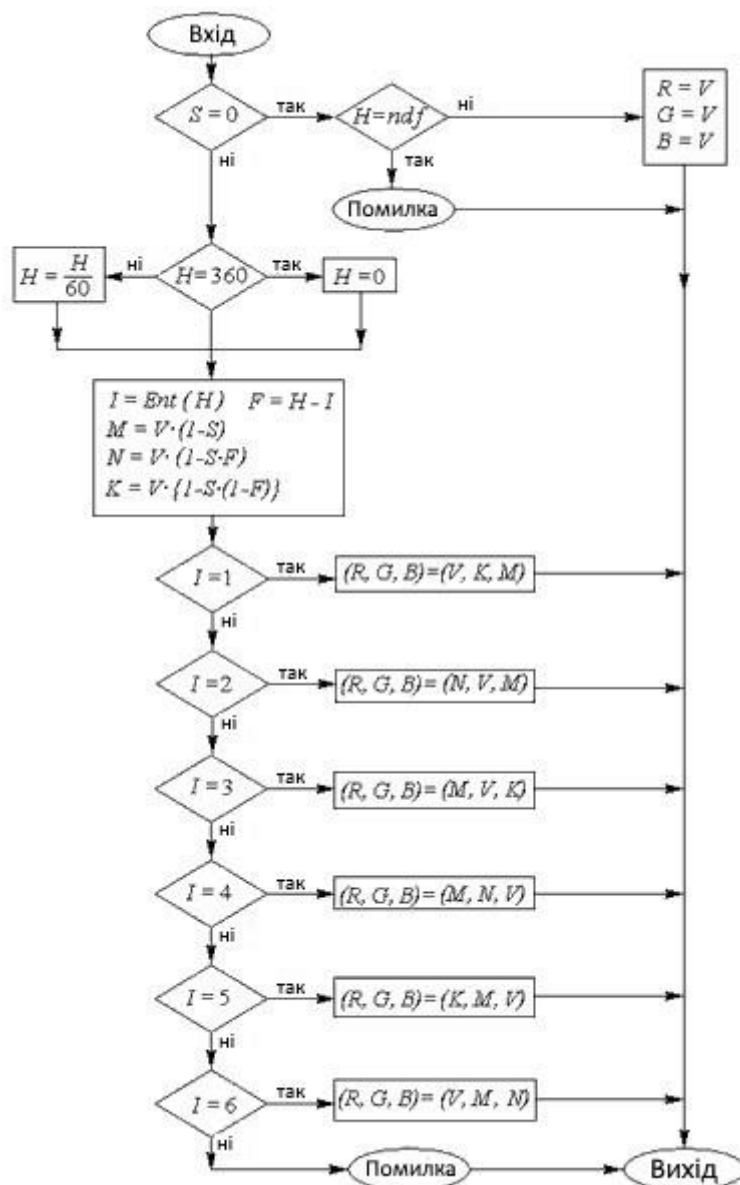 Вхід
S = 0
так
H=ndf
ні
R = V
G = V
B = V
ні
так
Помилка
H = H/60
ні
H=360
так
H=0
I = Ent(H) F = H-I
M = V·(1-S)
N = V·(1-S·F)
K = V·{1-S·(1-F)}
I=1
так
(R, G, B)=(V, K, M)
ні
I=2
так
(R, G, B)=(N, V, M)
ні
I=3
так
(R, G, B)=(M, V, K)
ні
I=4
так
(R, G, B)=(M, N, V)
ні
I=5
так
(R, G, B)=(K, M, V)
ні
I=6
так
(R, G, B)=(V, M, N)
ні
Помилка
Вихід